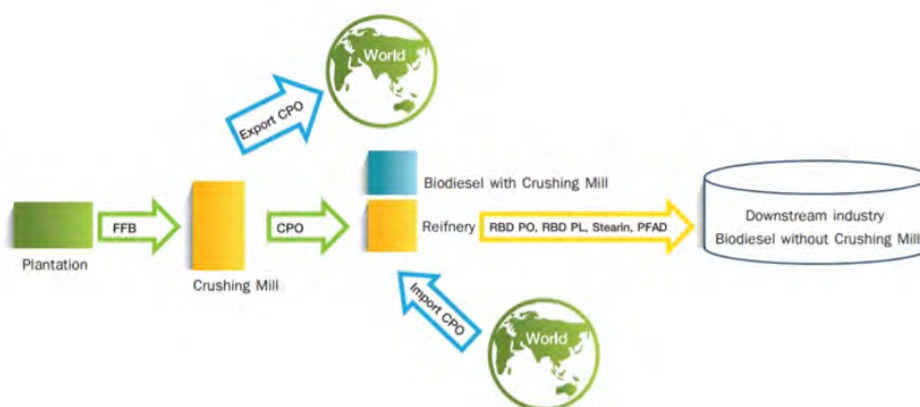 World
Export CPO
Biodiesel with Crushing Mill
Plantation
FFB
Crushing Mill
CPO
Reifnery
RBD PO, RBD PL, Stearin, PFAD
Downstream industry
Biodiesel without Crushing Mill
Import CPO
World